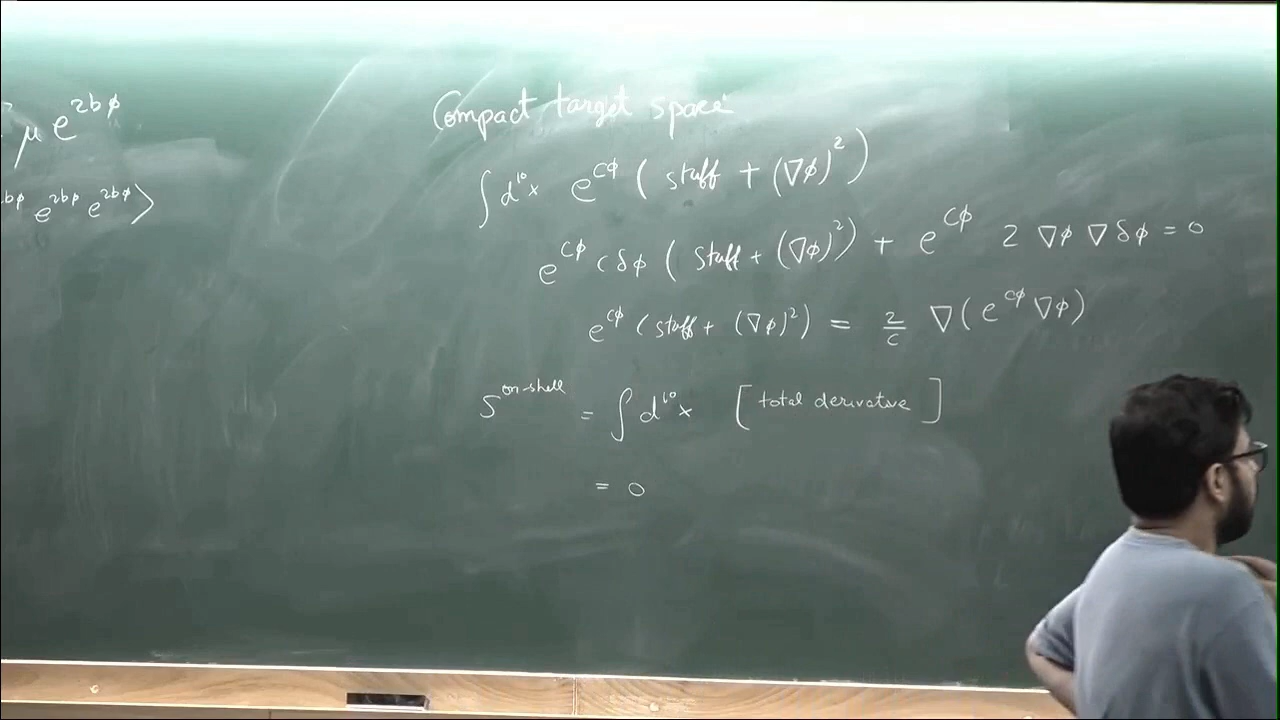 μ e^{2bφ}
e^{2bφ} e^{2bφ}⟩
Compact target space
∫d^{10}x e^{cφ} ( stuff + (∇φ)^2 )
e^{cφ} c δφ ( stuff + (∇φ)^2 ) + e^{cφ} 2 ∇φ ∇δφ = 0
e^{cφ} ( stuff + (∇φ)^2 ) = 2/c ∇( e^{cφ} ∇φ )
S^{on-shell} = ∫d^{10}x [ total derivative ]
= 0